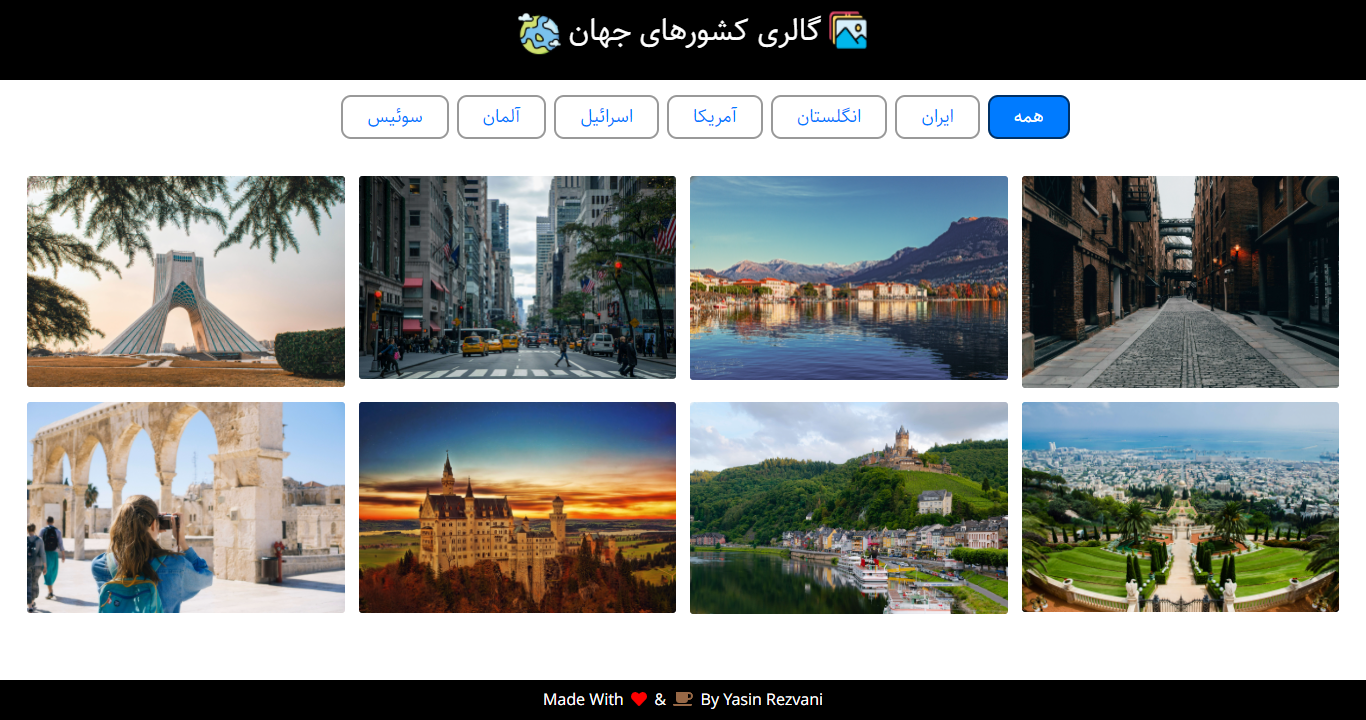 گالری کشورهای جهان
همه ایران انگلستان آمریکا اسرائیل آلمان سوئیس
Made With & By Yasin Rezvani